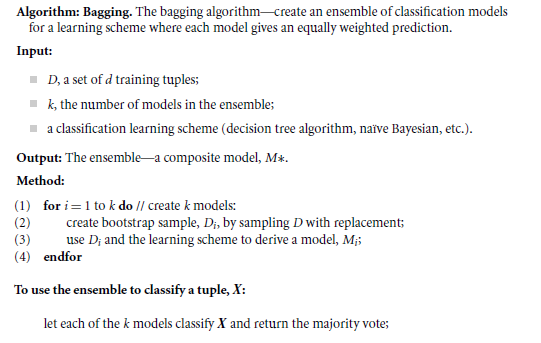 Algorithm: Bagging. The bagging algorithm—create an ensemble of classification models
for a learning scheme where each model gives an equally weighted prediction.
Input:
D, a set of d training tuples;
k, the number of models in the ensemble;
a classification learning scheme (decision tree algorithm, naïve Bayesian, etc.).
Output: The ensemble—a composite model, M∗.
Method:
(1) for i = 1 to k do // create k models:
(2) create bootstrap sample, Di, by sampling D with replacement;
(3) use Di and the learning scheme to derive a model, Mi;
(4) endfor
To use the ensemble to classify a tuple, X:
let each of the k models classify X and return the majority vote;